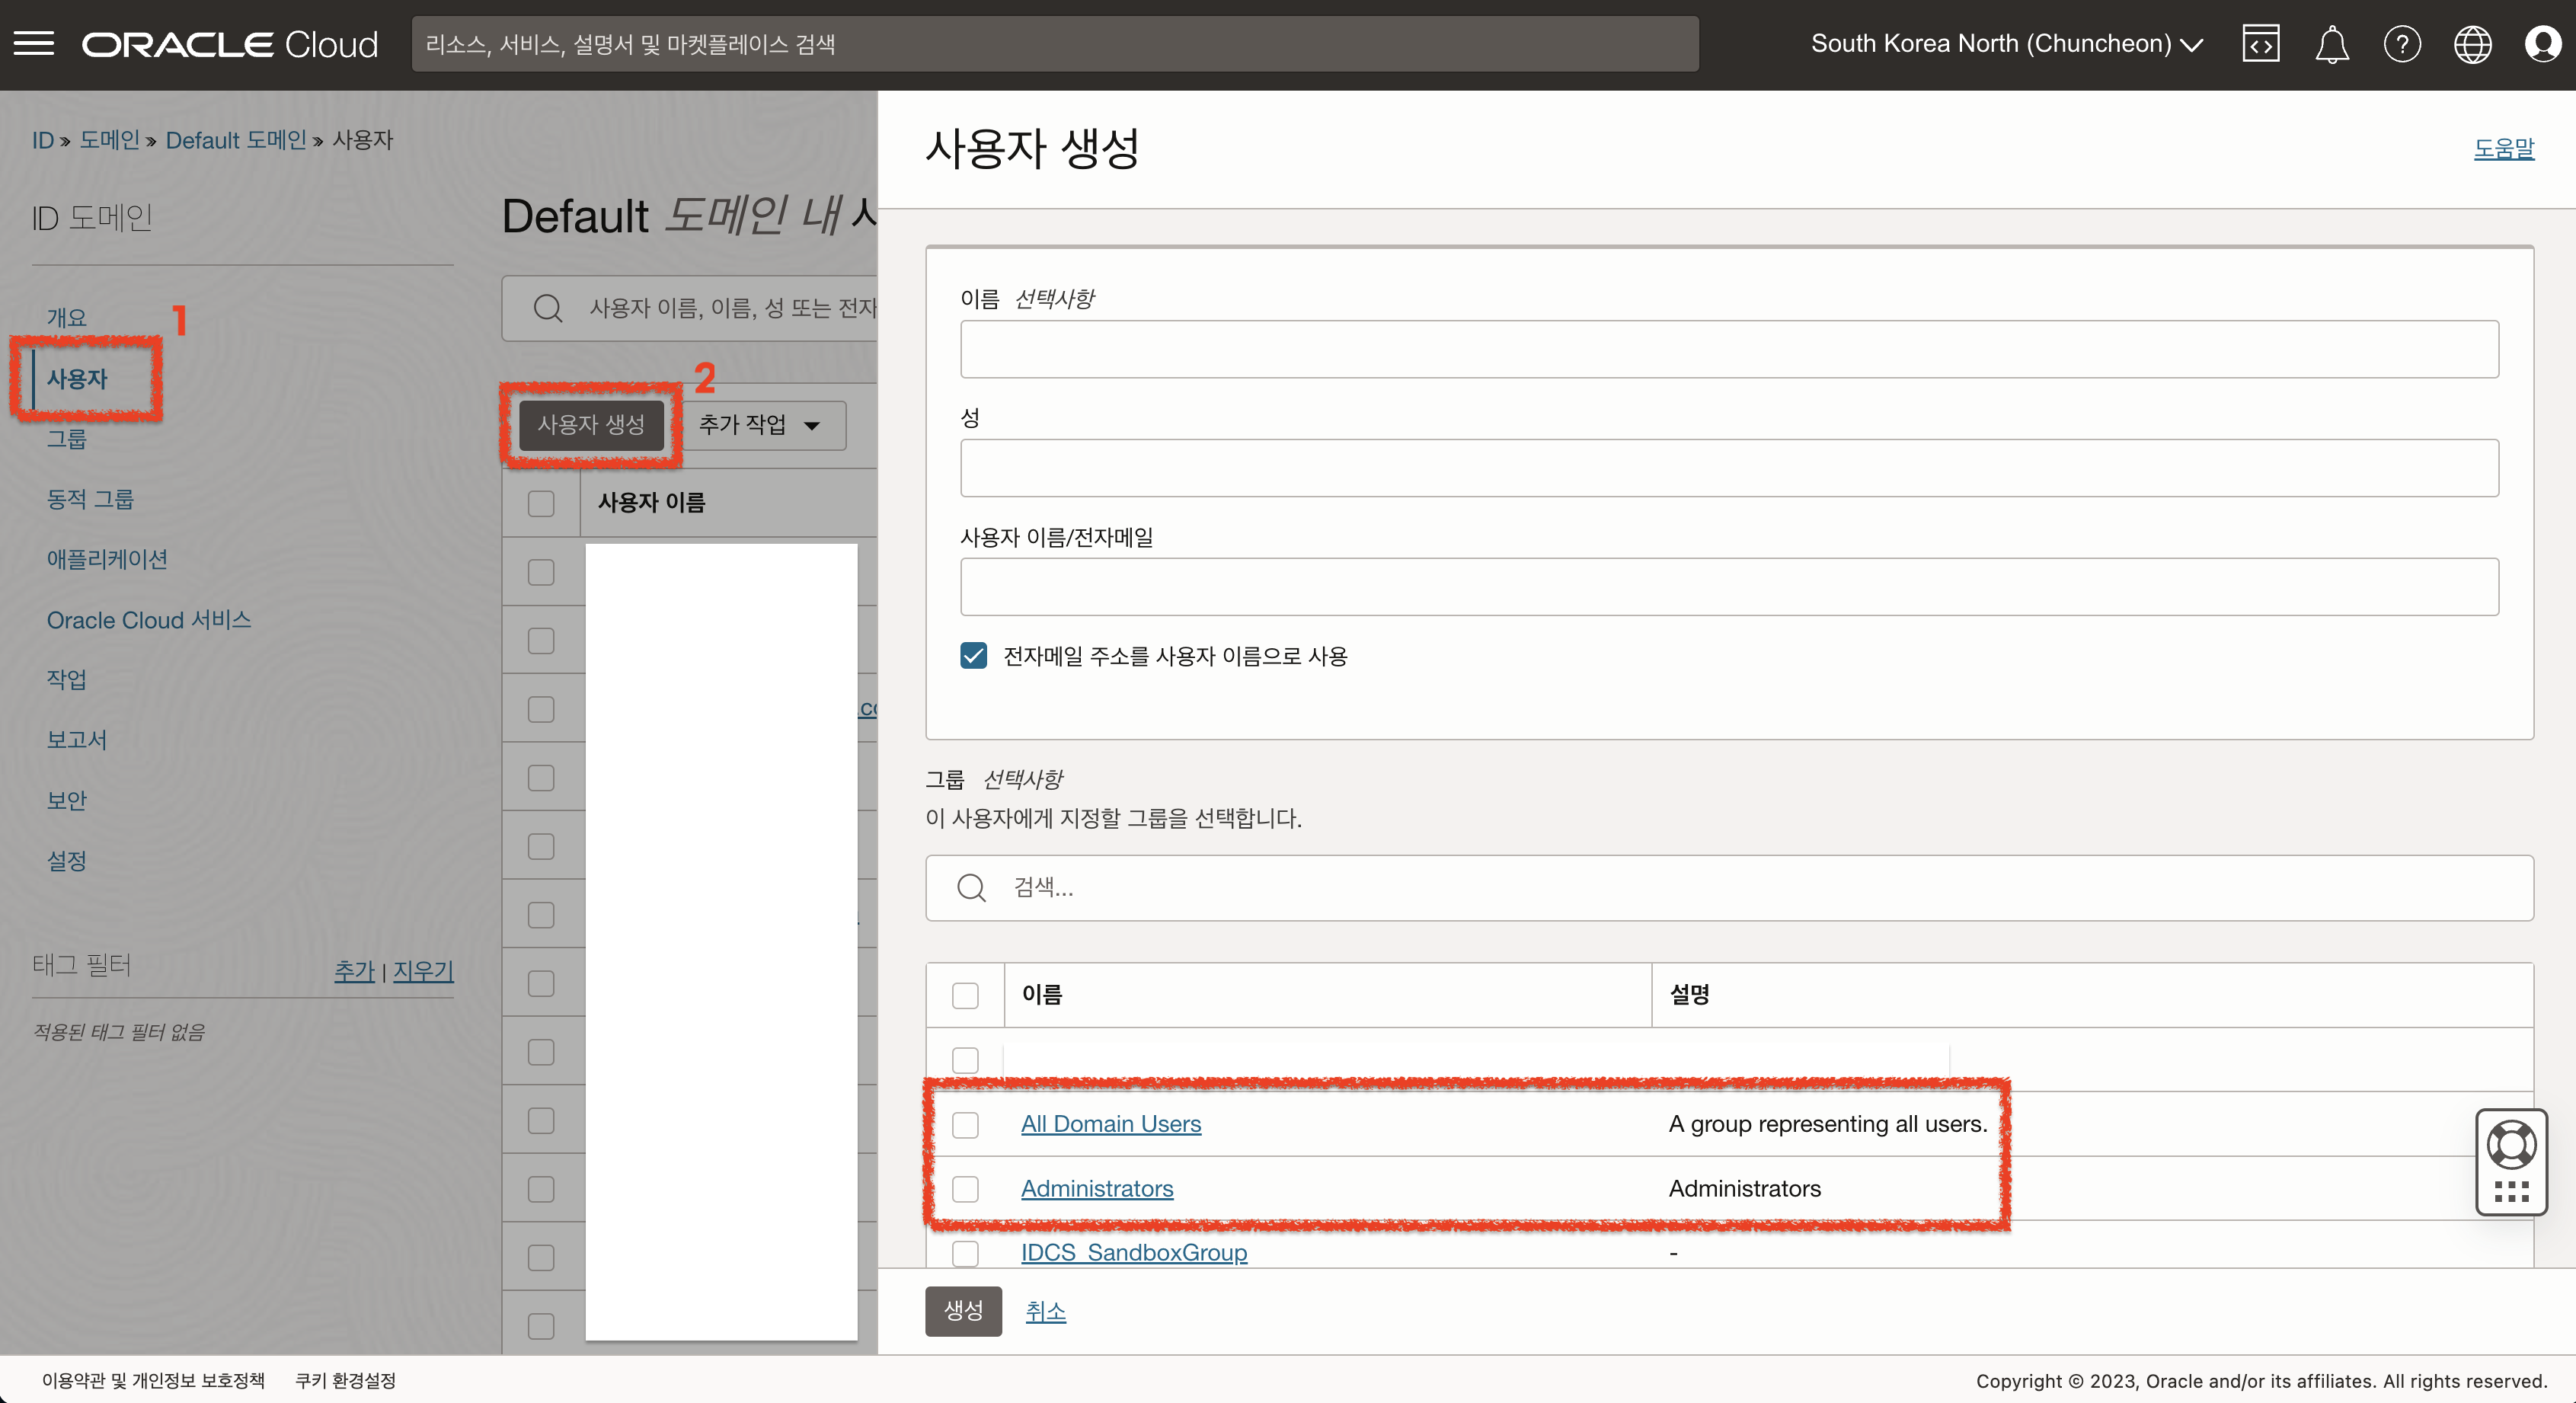 ORACLE Cloud
리소스, 서비스, 설명서 및 마켓플레이스 검색
South Korea North (Chuncheon)
ID » 도메인 » Default 도메인 » 사용자
ID 도메인
개요
1
사용자
그룹
동적 그룹
애플리케이션
Oracle Cloud 서비스
작업
보고서
보안
설정
태그 필터
추가 | 지우기
적용된 태그 필터 없음
Default 도메인 내
사용자 이름, 이름, 성 또는 전자
2
사용자 생성
추가 작업
사용자 이름
사용자 생성
도움말
이름 선택사항
성
사용자 이름/전자메일
전자메일 주소를 사용자 이름으로 사용
그룹 선택사항
이 사용자에게 지정할 그룹을 선택합니다.
검색...
이름 설명
All Domain Users A group representing all users.
Administrators Administrators
IDCS_SandboxGroup -
생성 취소
이용약관 및 개인정보 보호정책 쿠키 환경설정
Copyright © 2023, Oracle and/or its affiliates. All rights reserved.